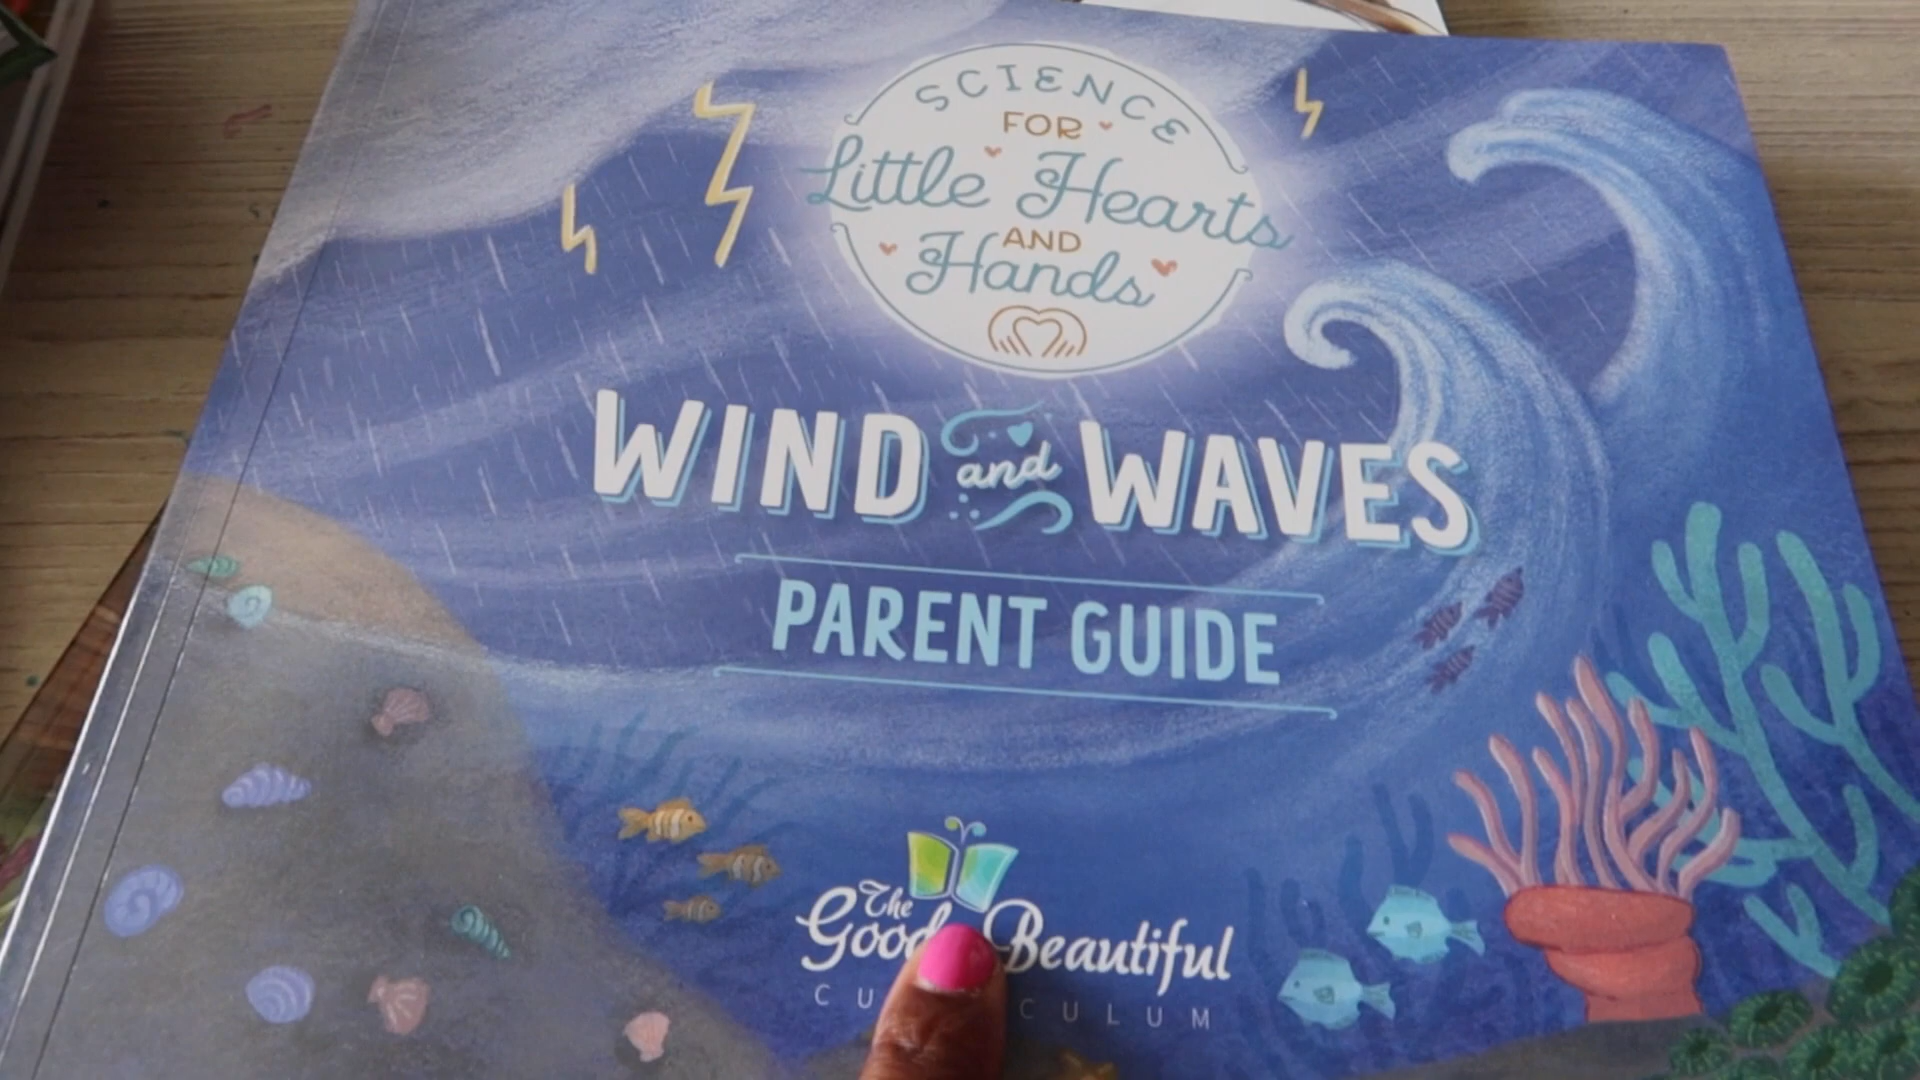 SCIENCE
FOR
Little Hearts
AND
Hands
WIND and WAVES
PARENT GUIDE
The
Good Beautiful